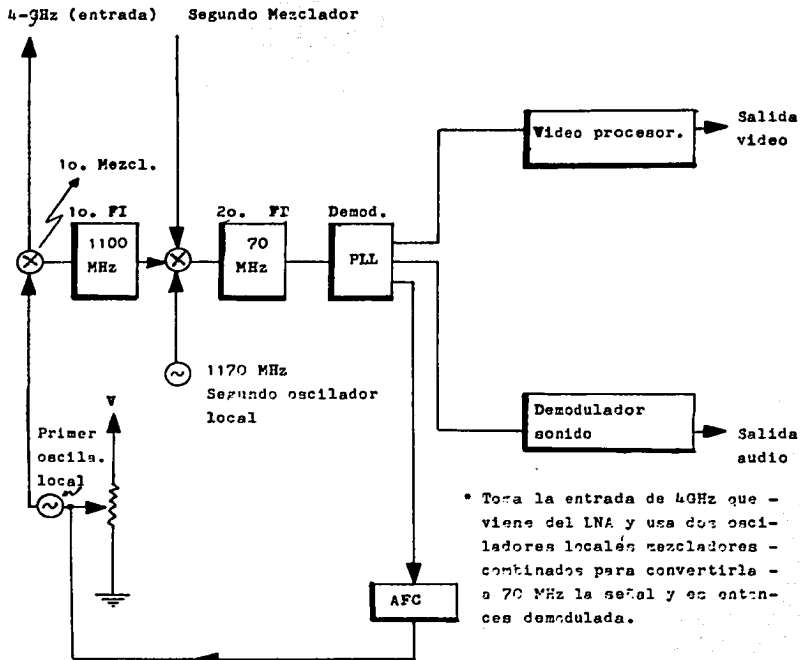 4-GHz (entrada) Segundo Mezclador
1o. Mezcl.
1o. FI
1100
MHz
2o. FI
70
MHz
Demod.
PLL
Video procesor.
Salida
video
1170 MHz
Segundo oscilador
local
V
Primer
oscila.
local
Demodulador
sonido
Salida
audio
AFC
* Toma la entrada de 4GHz que -
viene del LNA y usa dos osci-
ladores locales mezcladores -
combinados para convertirla -
a 70 MHz la señal y es enton-
ces demodulada.